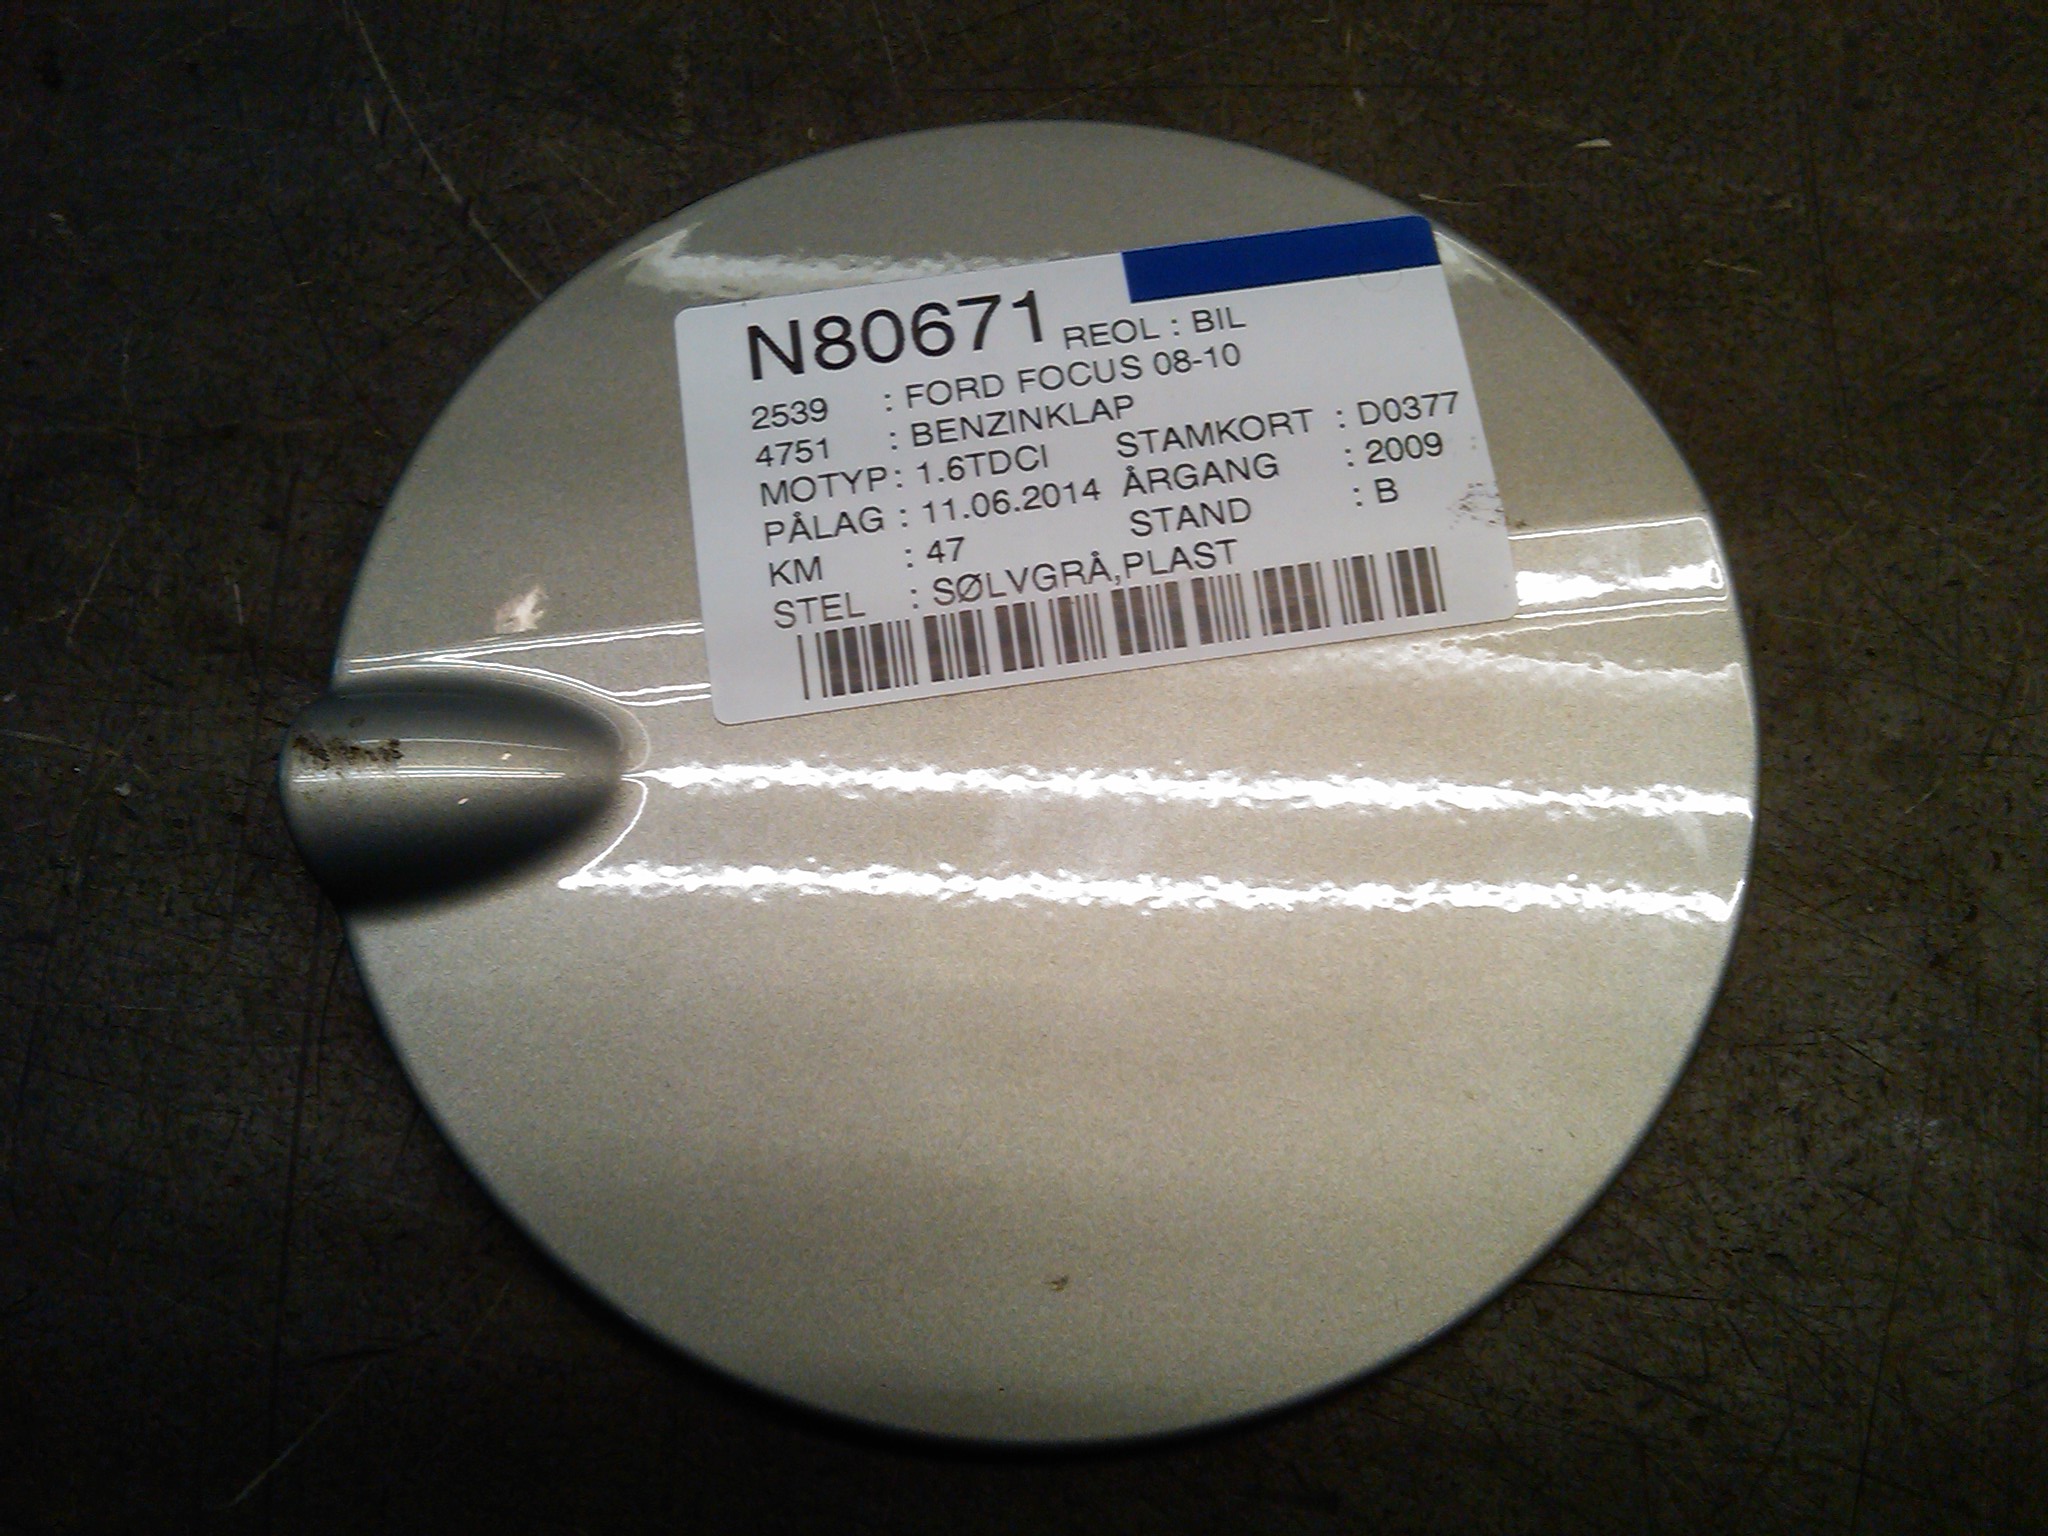 N80671 REOL : BIL
2539 : FORD FOCUS 08-10
4751 : BENZINKLAP
MOTYP : 1.6TDCI STAMKORT : D0377
PÅLAG : 11.06.2014 ÅRGANG : 2009
KM : 47 STAND : B
STEL : SØLVGRÅ,PLAST